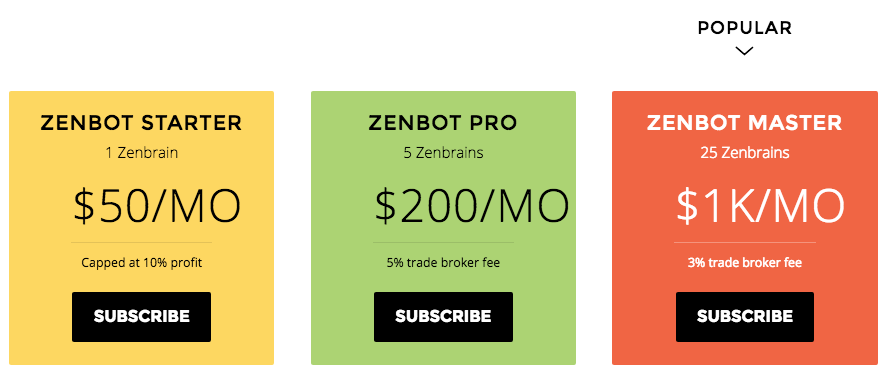 POPULAR
ZENBOT STARTER
1 Zenbrain
$50/MO
Capped at 10% profit
SUBSCRIBE
ZENBOT PRO
5 Zenbrains
$200/MO
5% trade broker fee
SUBSCRIBE
ZENBOT MASTER
25 Zenbrains
$1K/MO
3% trade broker fee
SUBSCRIBE